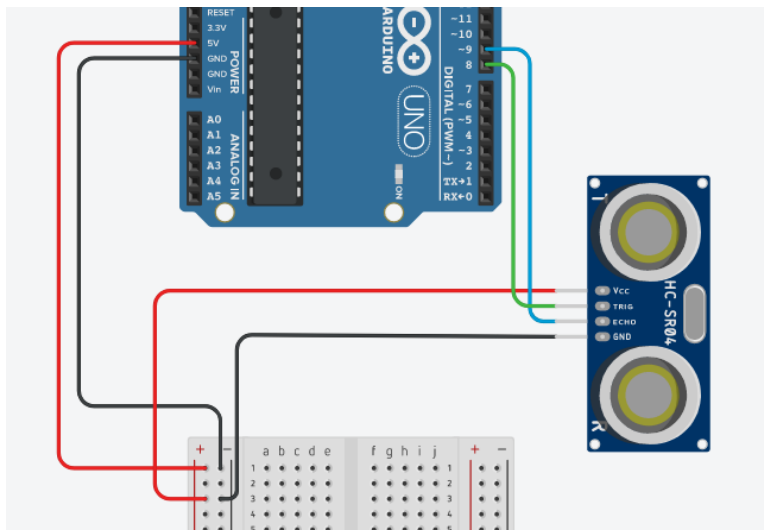 RESET
3.3V
5V
GND
GND
Vin
POWER
A0
A1
A2
A3
A4
A5
ANALOG IN
ARDUINO
UNO
ON
DIGITAL (PWM~)
~11
~10
~9
8
7
~6
~5
4
~3
2
TX→1
RX←0
T
VCC
TRIG
ECHO
GND
HC-SR04
R
+ − a b c d e f g h i j + −
1 1
2 2
3 3
4 4